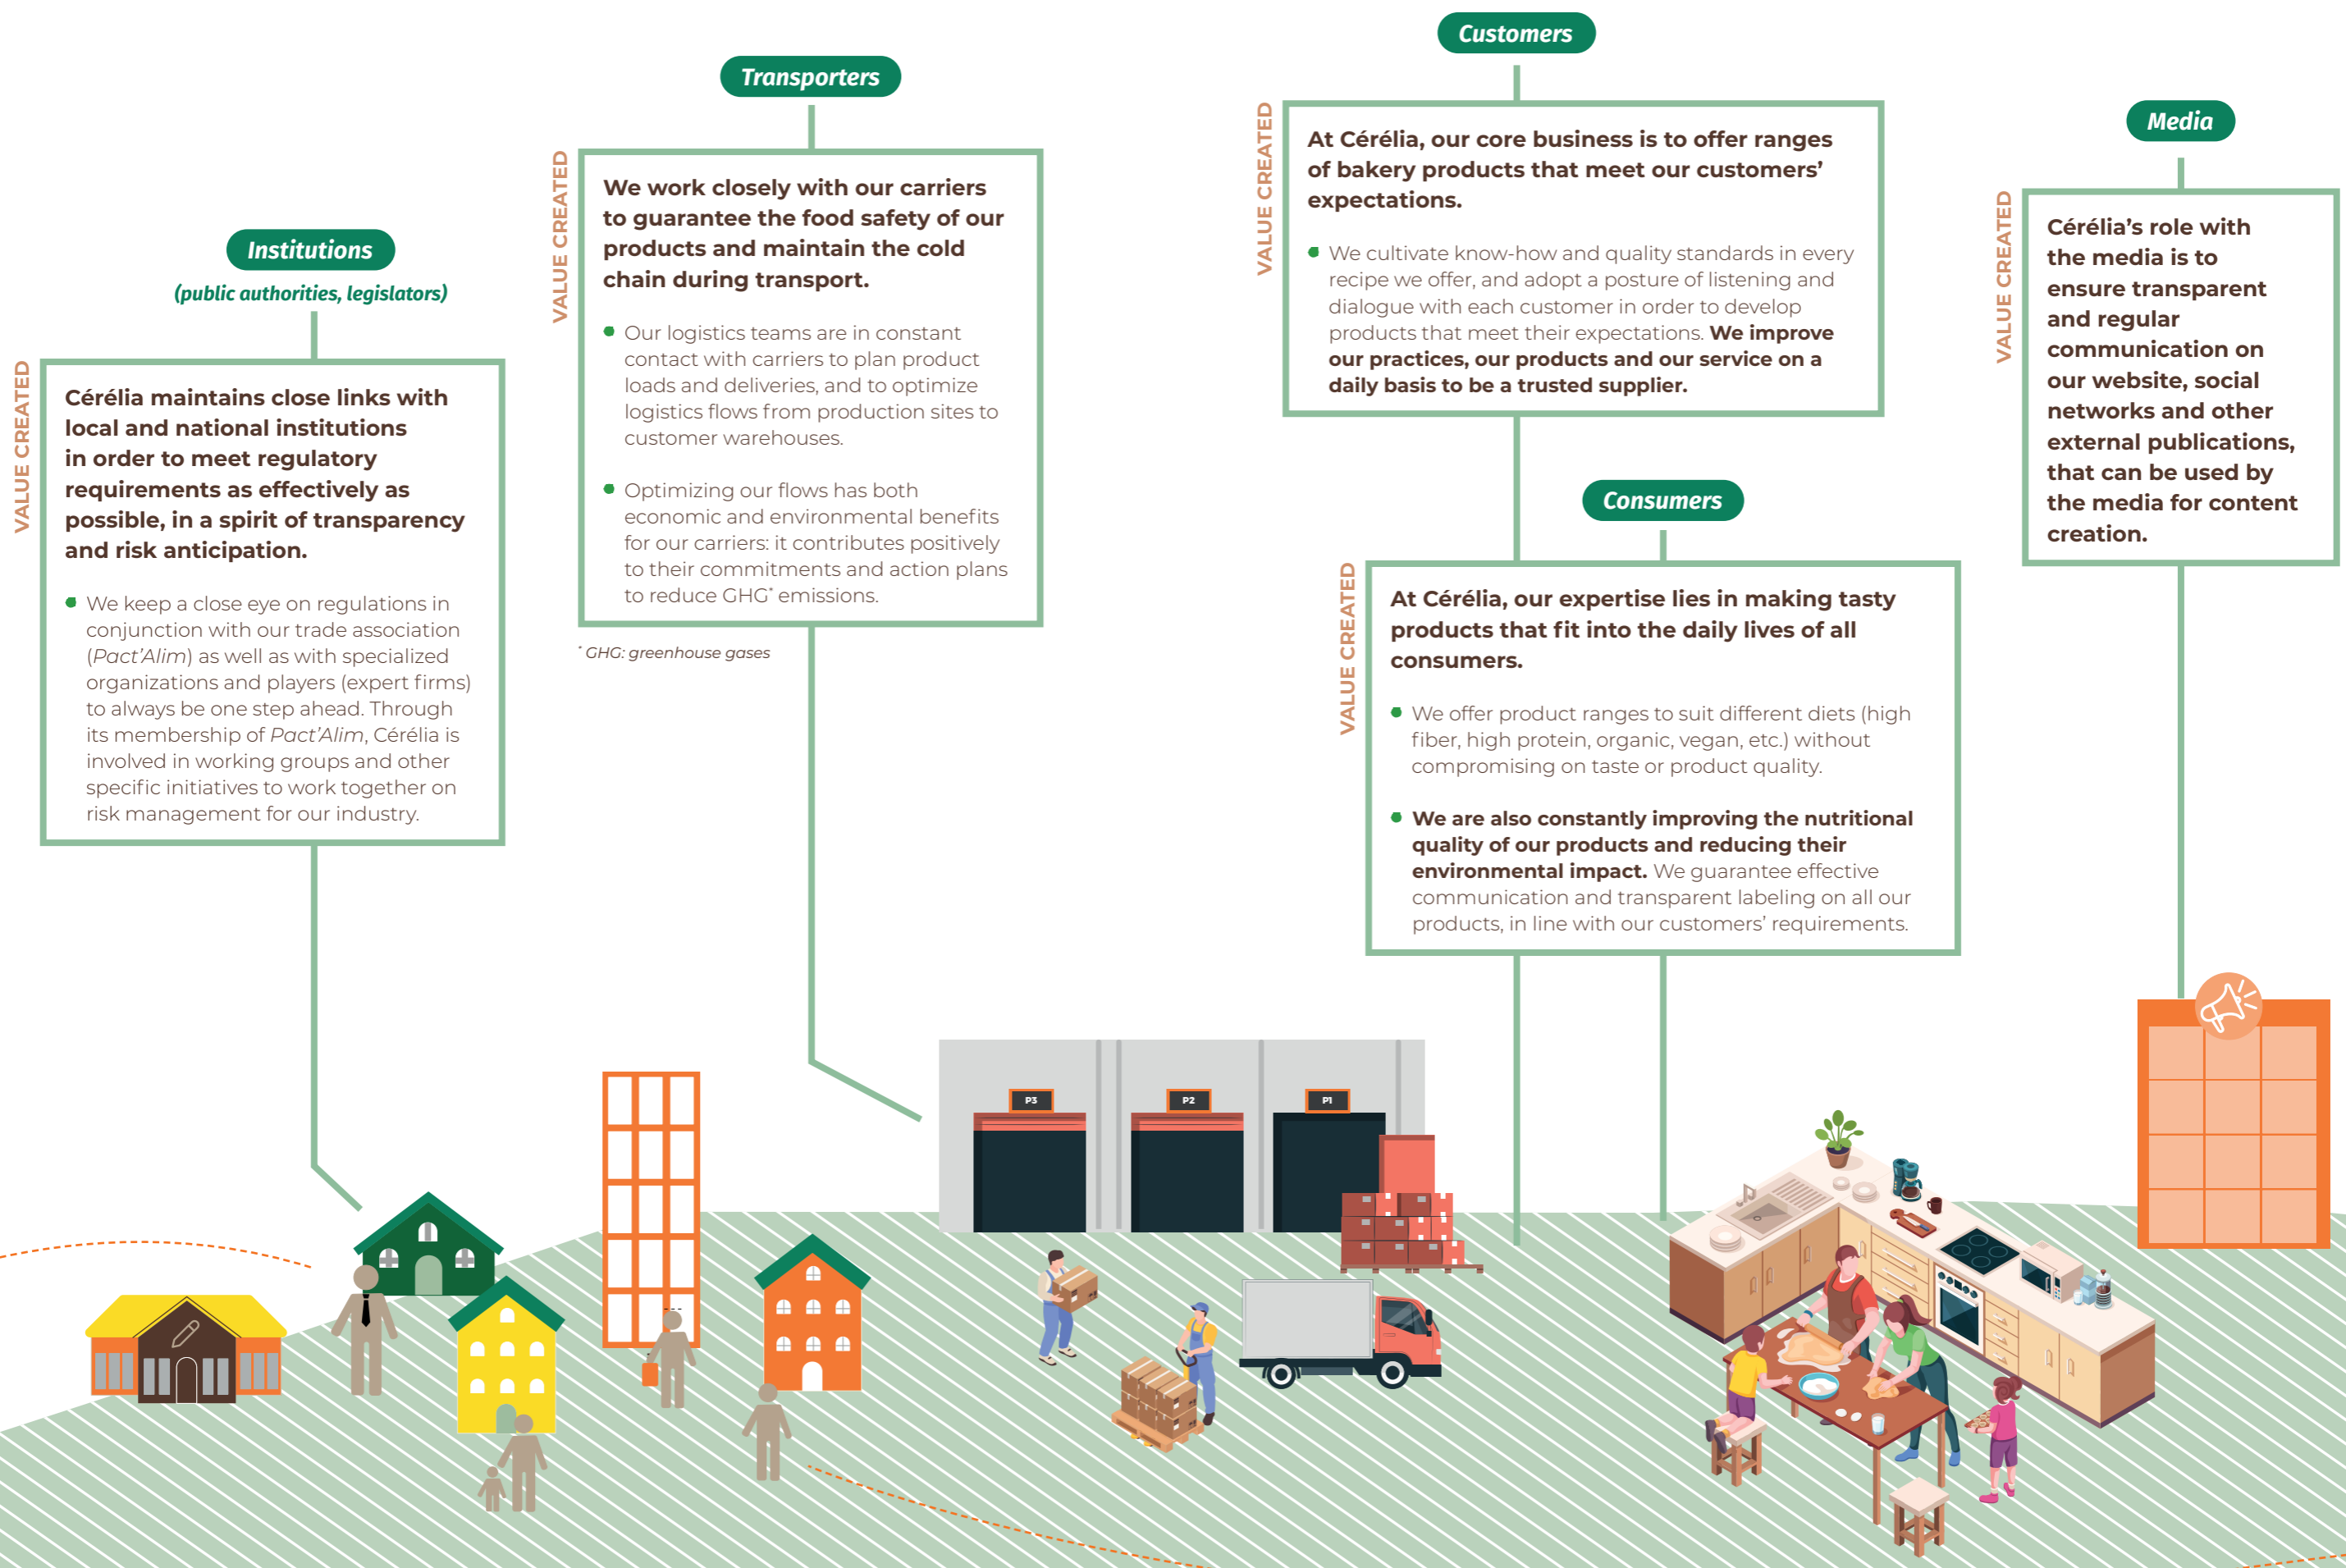 Institutions
(public authorities, legislators)
VALUE CREATED
Cérélia maintains close links with
local and national institutions
in order to meet regulatory
requirements as effectively as
possible, in a spirit of transparency
and risk anticipation.
We keep a close eye on regulations in
conjunction with our trade association
(Pact’Alim) as well as with specialized
organizations and players (expert firms)
to always be one step ahead. Through
its membership of Pact’Alim, Cérélia is
involved in working groups and other
specific initiatives to work together on
risk management for our industry.
Transporters
VALUE CREATED
We work closely with our carriers
to guarantee the food safety of our
products and maintain the cold
chain during transport.
Our logistics teams are in constant
contact with carriers to plan product
loads and deliveries, and to optimize
logistics flows from production sites to
customer warehouses.
Optimizing our flows has both
economic and environmental benefits
for our carriers: it contributes positively
to their commitments and action plans
to reduce GHG* emissions.
* GHG: greenhouse gases
Customers
VALUE CREATED
At Cérélia, our core business is to offer ranges
of bakery products that meet our customers’
expectations.
We cultivate know-how and quality standards in every
recipe we offer, and adopt a posture of listening and
dialogue with each customer in order to develop
products that meet their expectations. We improve
our practices, our products and our service on a
daily basis to be a trusted supplier.
Consumers
VALUE CREATED
At Cérélia, our expertise lies in making tasty
products that fit into the daily lives of all
consumers.
We offer product ranges to suit different diets (high
fiber, high protein, organic, vegan, etc.) without
compromising on taste or product quality.
We are also constantly improving the nutritional
quality of our products and reducing their
environmental impact. We guarantee effective
communication and transparent labeling on all our
products, in line with our customers’ requirements.
Media
VALUE CREATED
Cérélia’s role with
the media is to
ensure transparent
and regular
communication on
our website, social
networks and other
external publications,
that can be used by
the media for content
creation.
P3
P2
P1